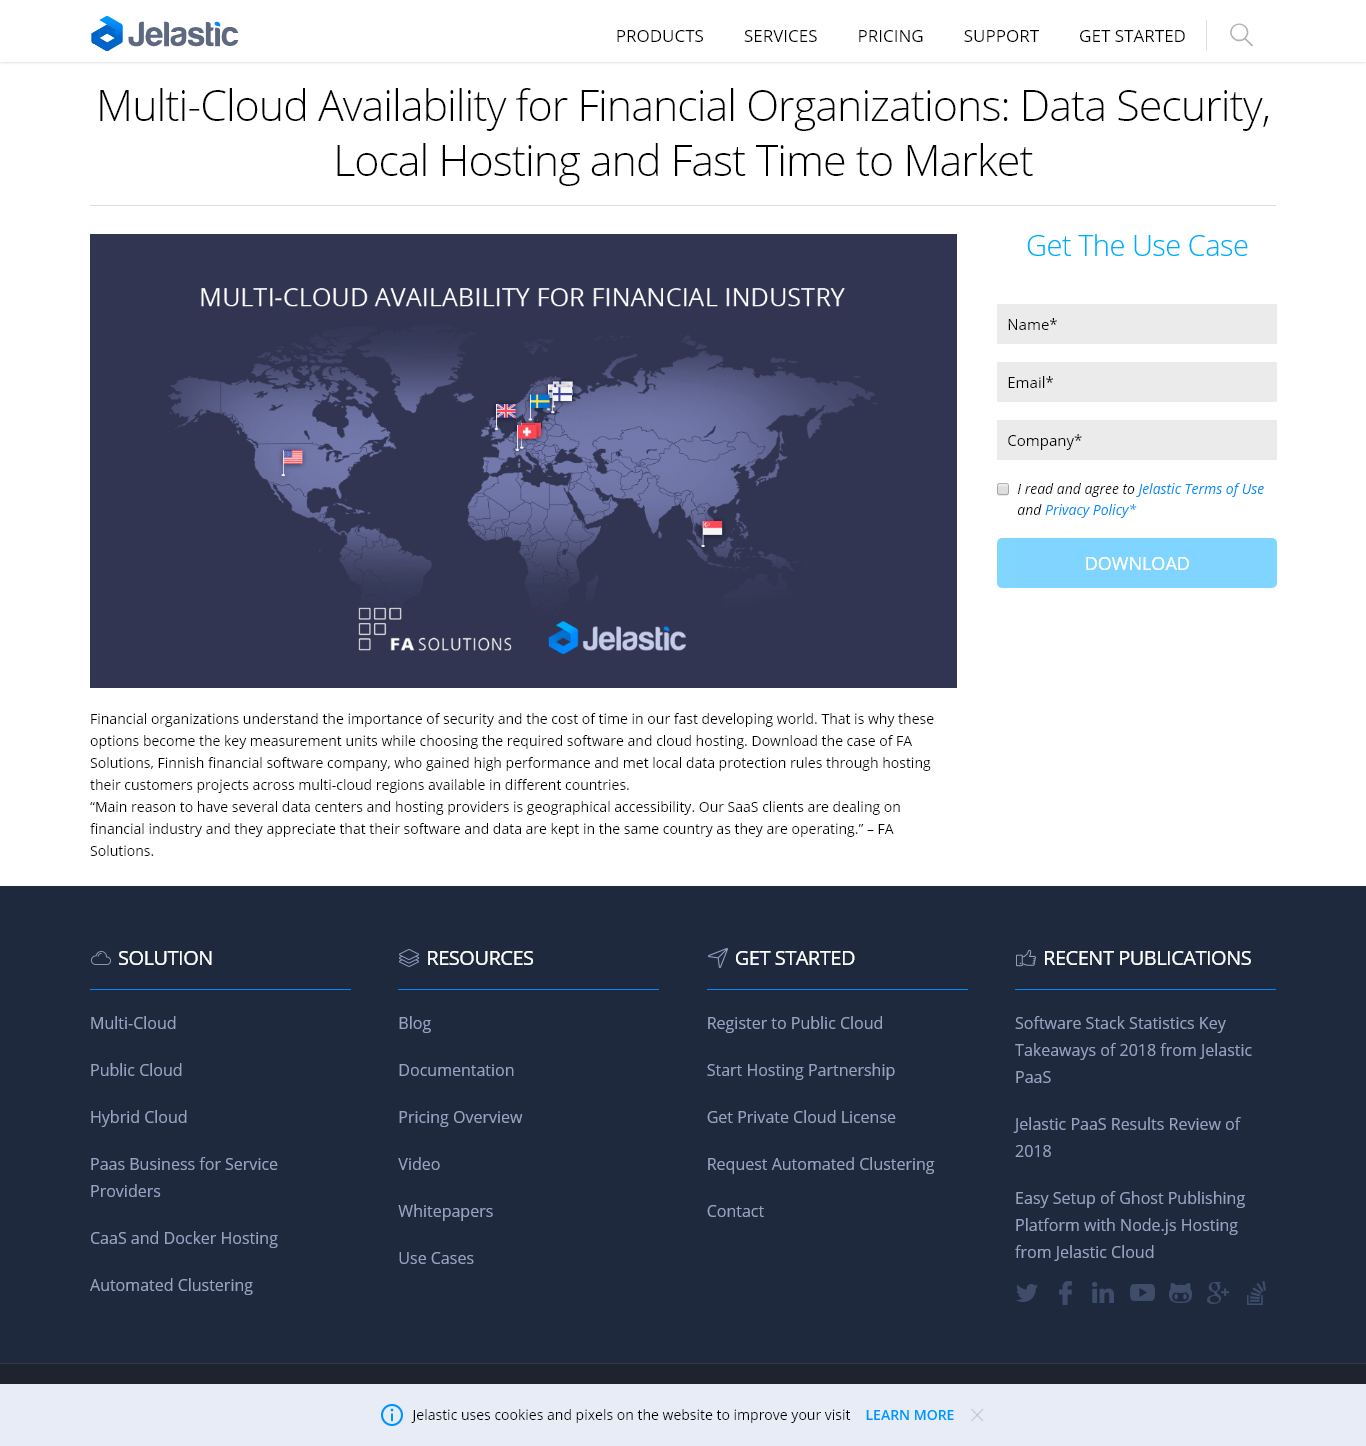 Jelastic
PRODUCTS SERVICES PRICING SUPPORT GET STARTED
Multi-Cloud Availability for Financial Organizations: Data Security,
Local Hosting and Fast Time to Market
MULTI-CLOUD AVAILABILITY FOR FINANCIAL INDUSTRY
FA SOLUTIONS
Jelastic
Get The Use Case
Name*
Email*
Company*
I read and agree to Jelastic Terms of Use
and Privacy Policy*
DOWNLOAD
Financial organizations understand the importance of security and the cost of time in our fast developing world. That is why these
options become the key measurement units while choosing the required software and cloud hosting. Download the case of FA
Solutions, Finnish financial software company, who gained high performance and met local data protection rules through hosting
their customers projects across multi-cloud regions available in different countries.
“Main reason to have several data centers and hosting providers is geographical accessibility. Our SaaS clients are dealing on
financial industry and they appreciate that their software and data are kept in the same country as they are operating.” – FA
Solutions.
SOLUTION
Multi-Cloud
Public Cloud
Hybrid Cloud
Paas Business for Service
Providers
CaaS and Docker Hosting
Automated Clustering
RESOURCES
Blog
Documentation
Pricing Overview
Video
Whitepapers
Use Cases
GET STARTED
Register to Public Cloud
Start Hosting Partnership
Get Private Cloud License
Request Automated Clustering
Contact
RECENT PUBLICATIONS
Software Stack Statistics Key
Takeaways of 2018 from Jelastic
PaaS
Jelastic PaaS Results Review of
2018
Easy Setup of Ghost Publishing
Platform with Node.js Hosting
from Jelastic Cloud
Jelastic uses cookies and pixels on the website to improve your visit LEARN MORE